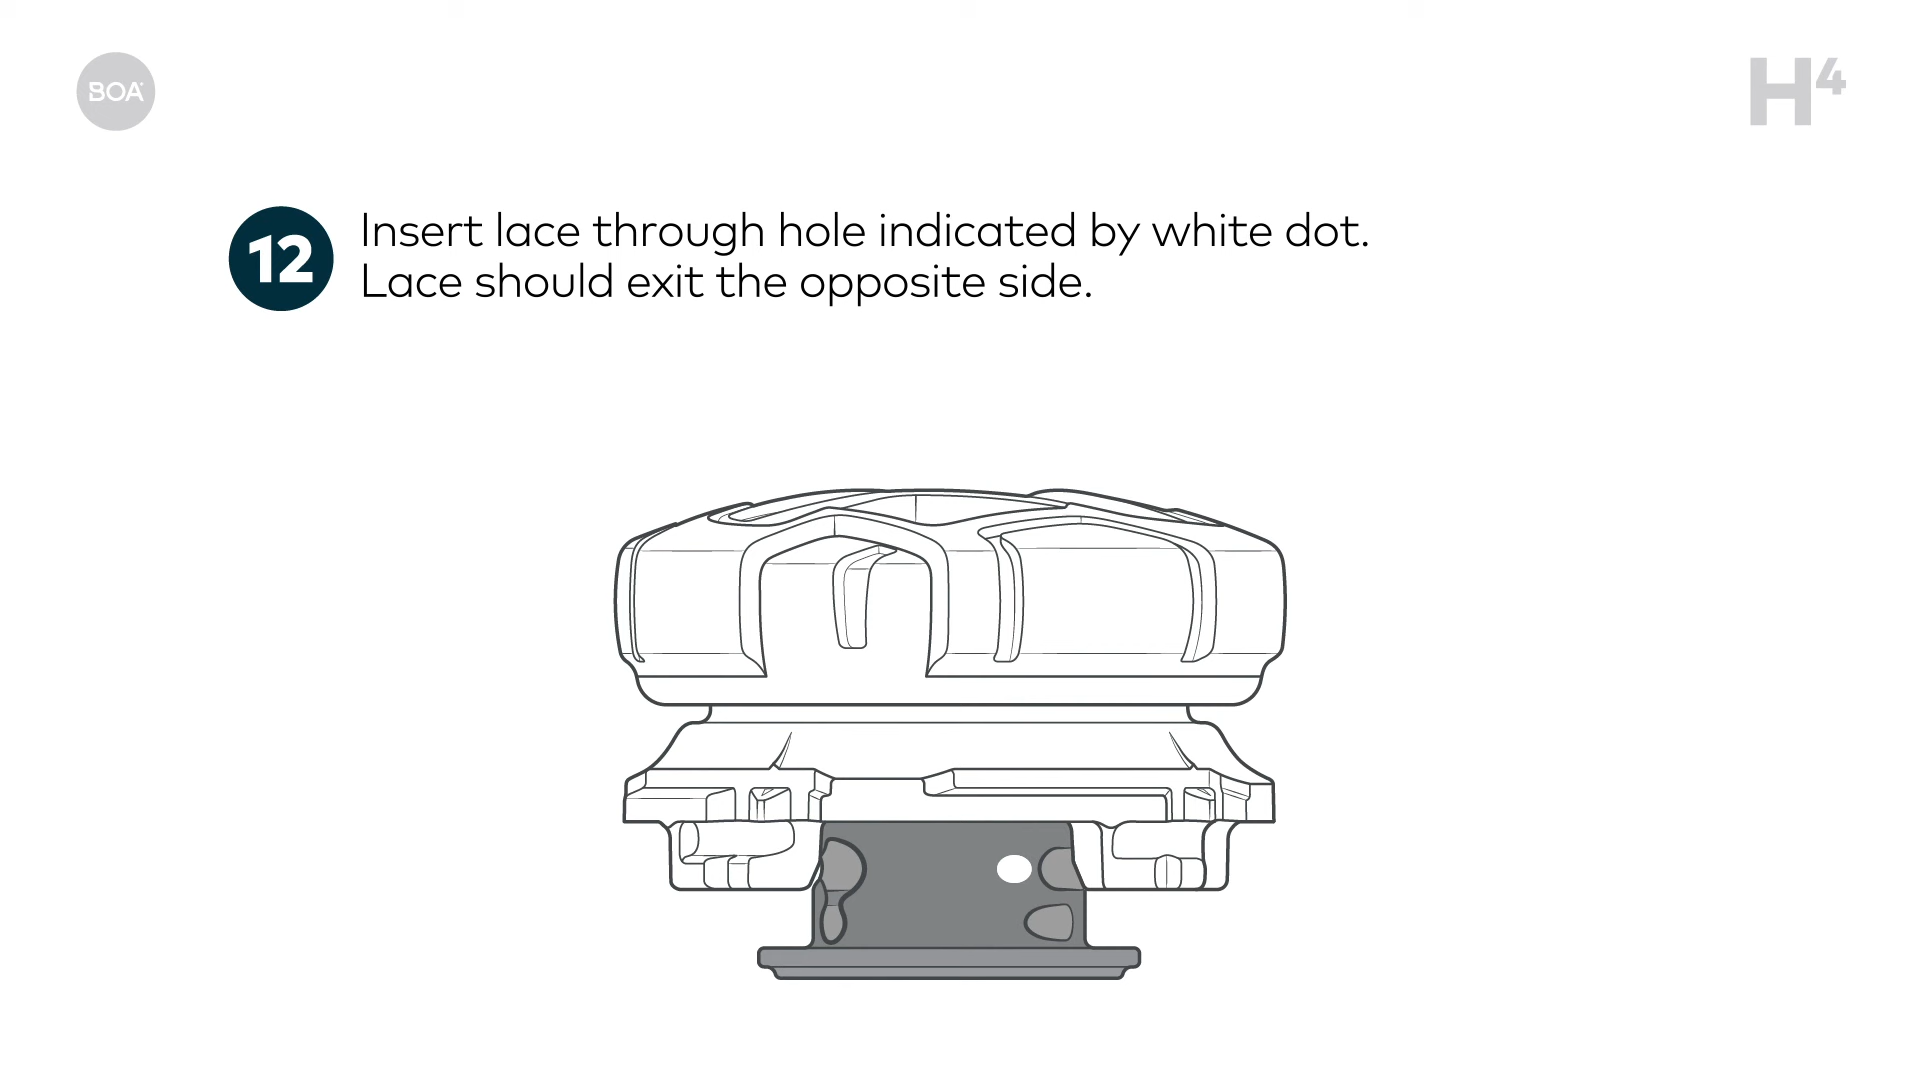 BOA
H4
12
Insert lace through hole indicated by white dot.
Lace should exit the opposite side.